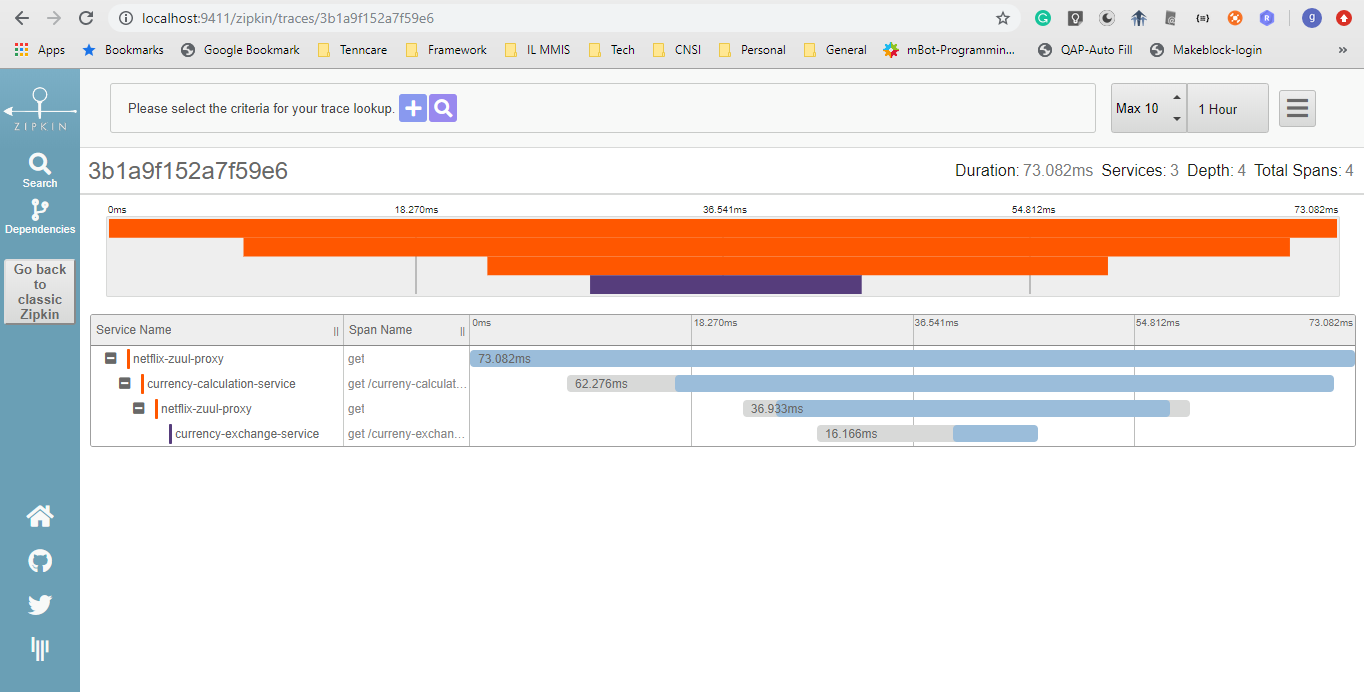 localhost:9411/zipkin/traces/3b1a9f152a7f59e6
Apps Bookmarks Google Bookmark Tenncare Framework IL MMIS Tech CNSI Personal General mBot-Programmin... QAP-Auto Fill Makeblock-login »
ZIPKIN
Please select the criteria for your trace lookup.
Max 10
1 Hour
Search
Dependencies
Go back
to
classic
Zipkin
3b1a9f152a7f59e6
Duration: 73.082ms Services: 3 Depth: 4 Total Spans: 4
0ms 18.270ms 36.541ms 54.812ms 73.082ms
Service Name Span Name 0ms 18.270ms 36.541ms 54.812ms 73.082ms
netflix-zuul-proxy get 73.082ms
currency-calculation-service get /curreny-calculat... 62.276ms
netflix-zuul-proxy get 36.933ms
currency-exchange-service get /curreny-exchan... 16.166ms